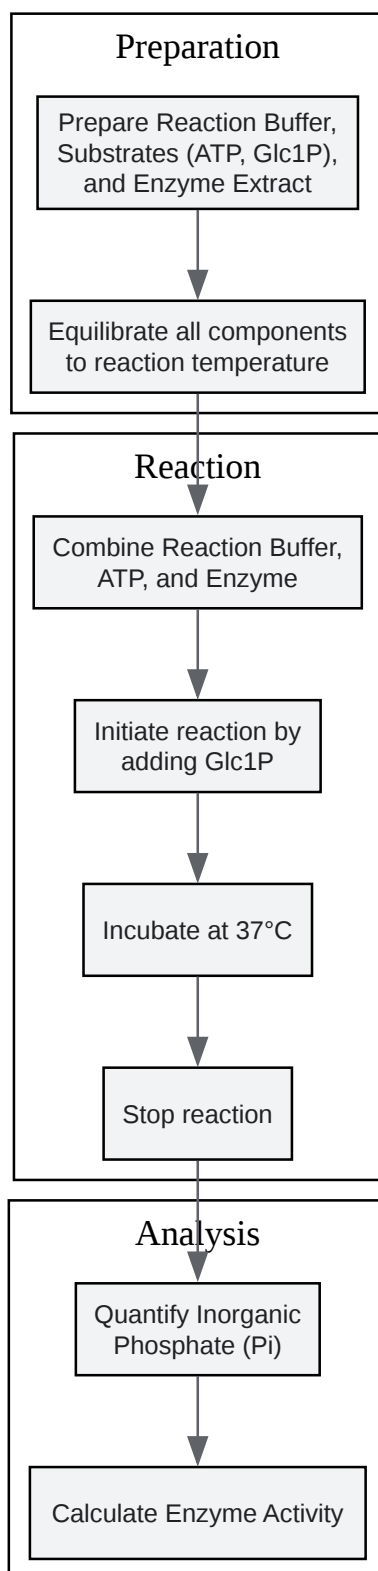 Preparation
Prepare Reaction Buffer,
Substrates (ATP, Glc1P),
and Enzyme Extract
Equilibrate all components
to reaction temperature
Reaction
Combine Reaction Buffer,
ATP, and Enzyme
Initiate reaction by
adding Glc1P
Incubate at 37°C
Stop reaction
Analysis
Quantify Inorganic
Phosphate (Pi)
Calculate Enzyme Activity